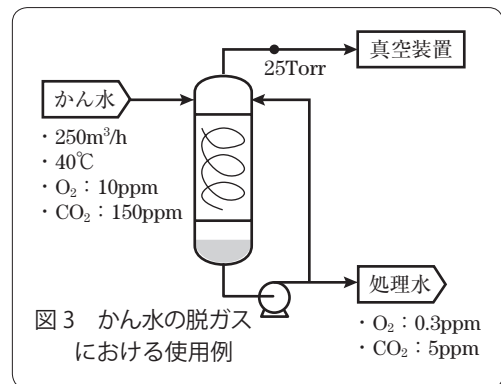 真空装置
25Torr
かん水
・250m³/h
・40℃
・O₂：10ppm
・CO₂：150ppm
処理水
・O₂：0.3ppm
・CO₂：5ppm
図3　かん水の脱ガス
における使用例